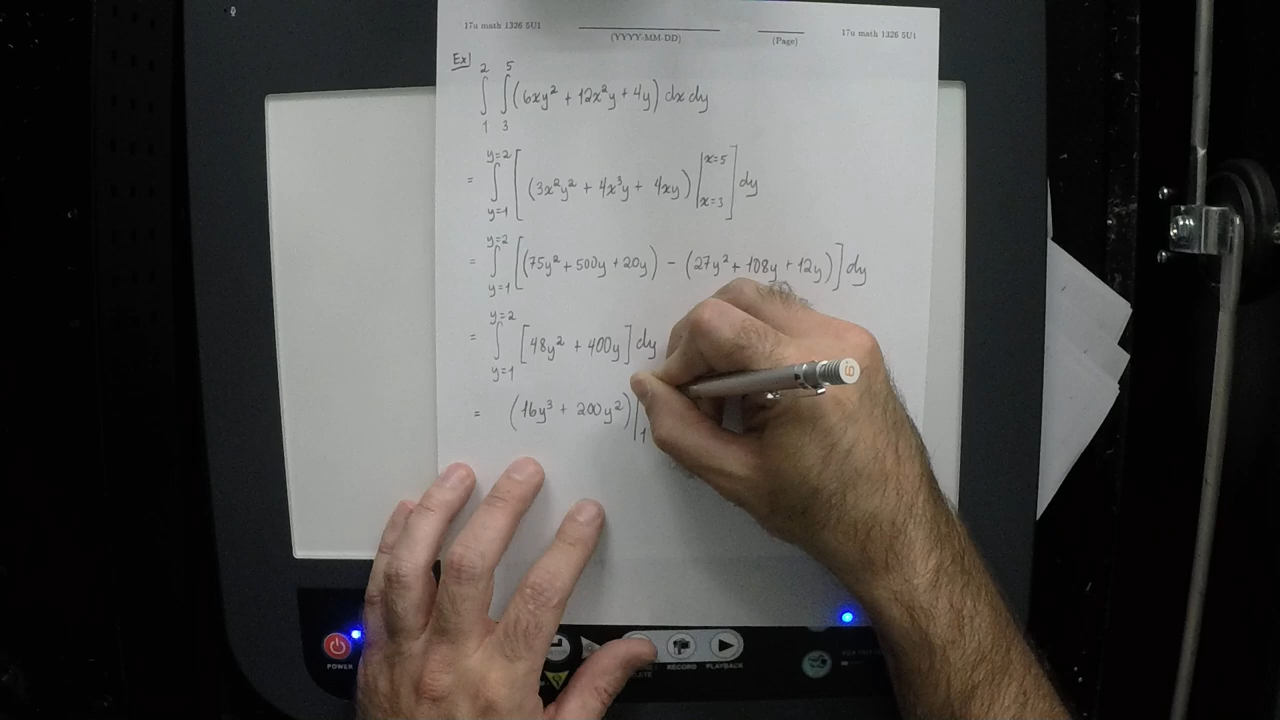 17u math 1326 5U1 (YYYY-MM-DD) (Page) 17u math 1326 5U1
Ex1
∫₁² ∫₃⁵ (6xy² + 12x²y + 4y) dx dy
= ∫_{y=1}^{y=2} [ (3x²y² + 4x³y + 4xy) |_{x=3}^{x=5} ] dy
= ∫_{y=1}^{y=2} [(75y² + 500y + 20y) - (27y² + 108y + 12y)] dy
= ∫_{y=1}^{y=2} [48y² + 400y] dy
= (16y³ + 200y²) |₁
POWER RECORD PLAYBACK